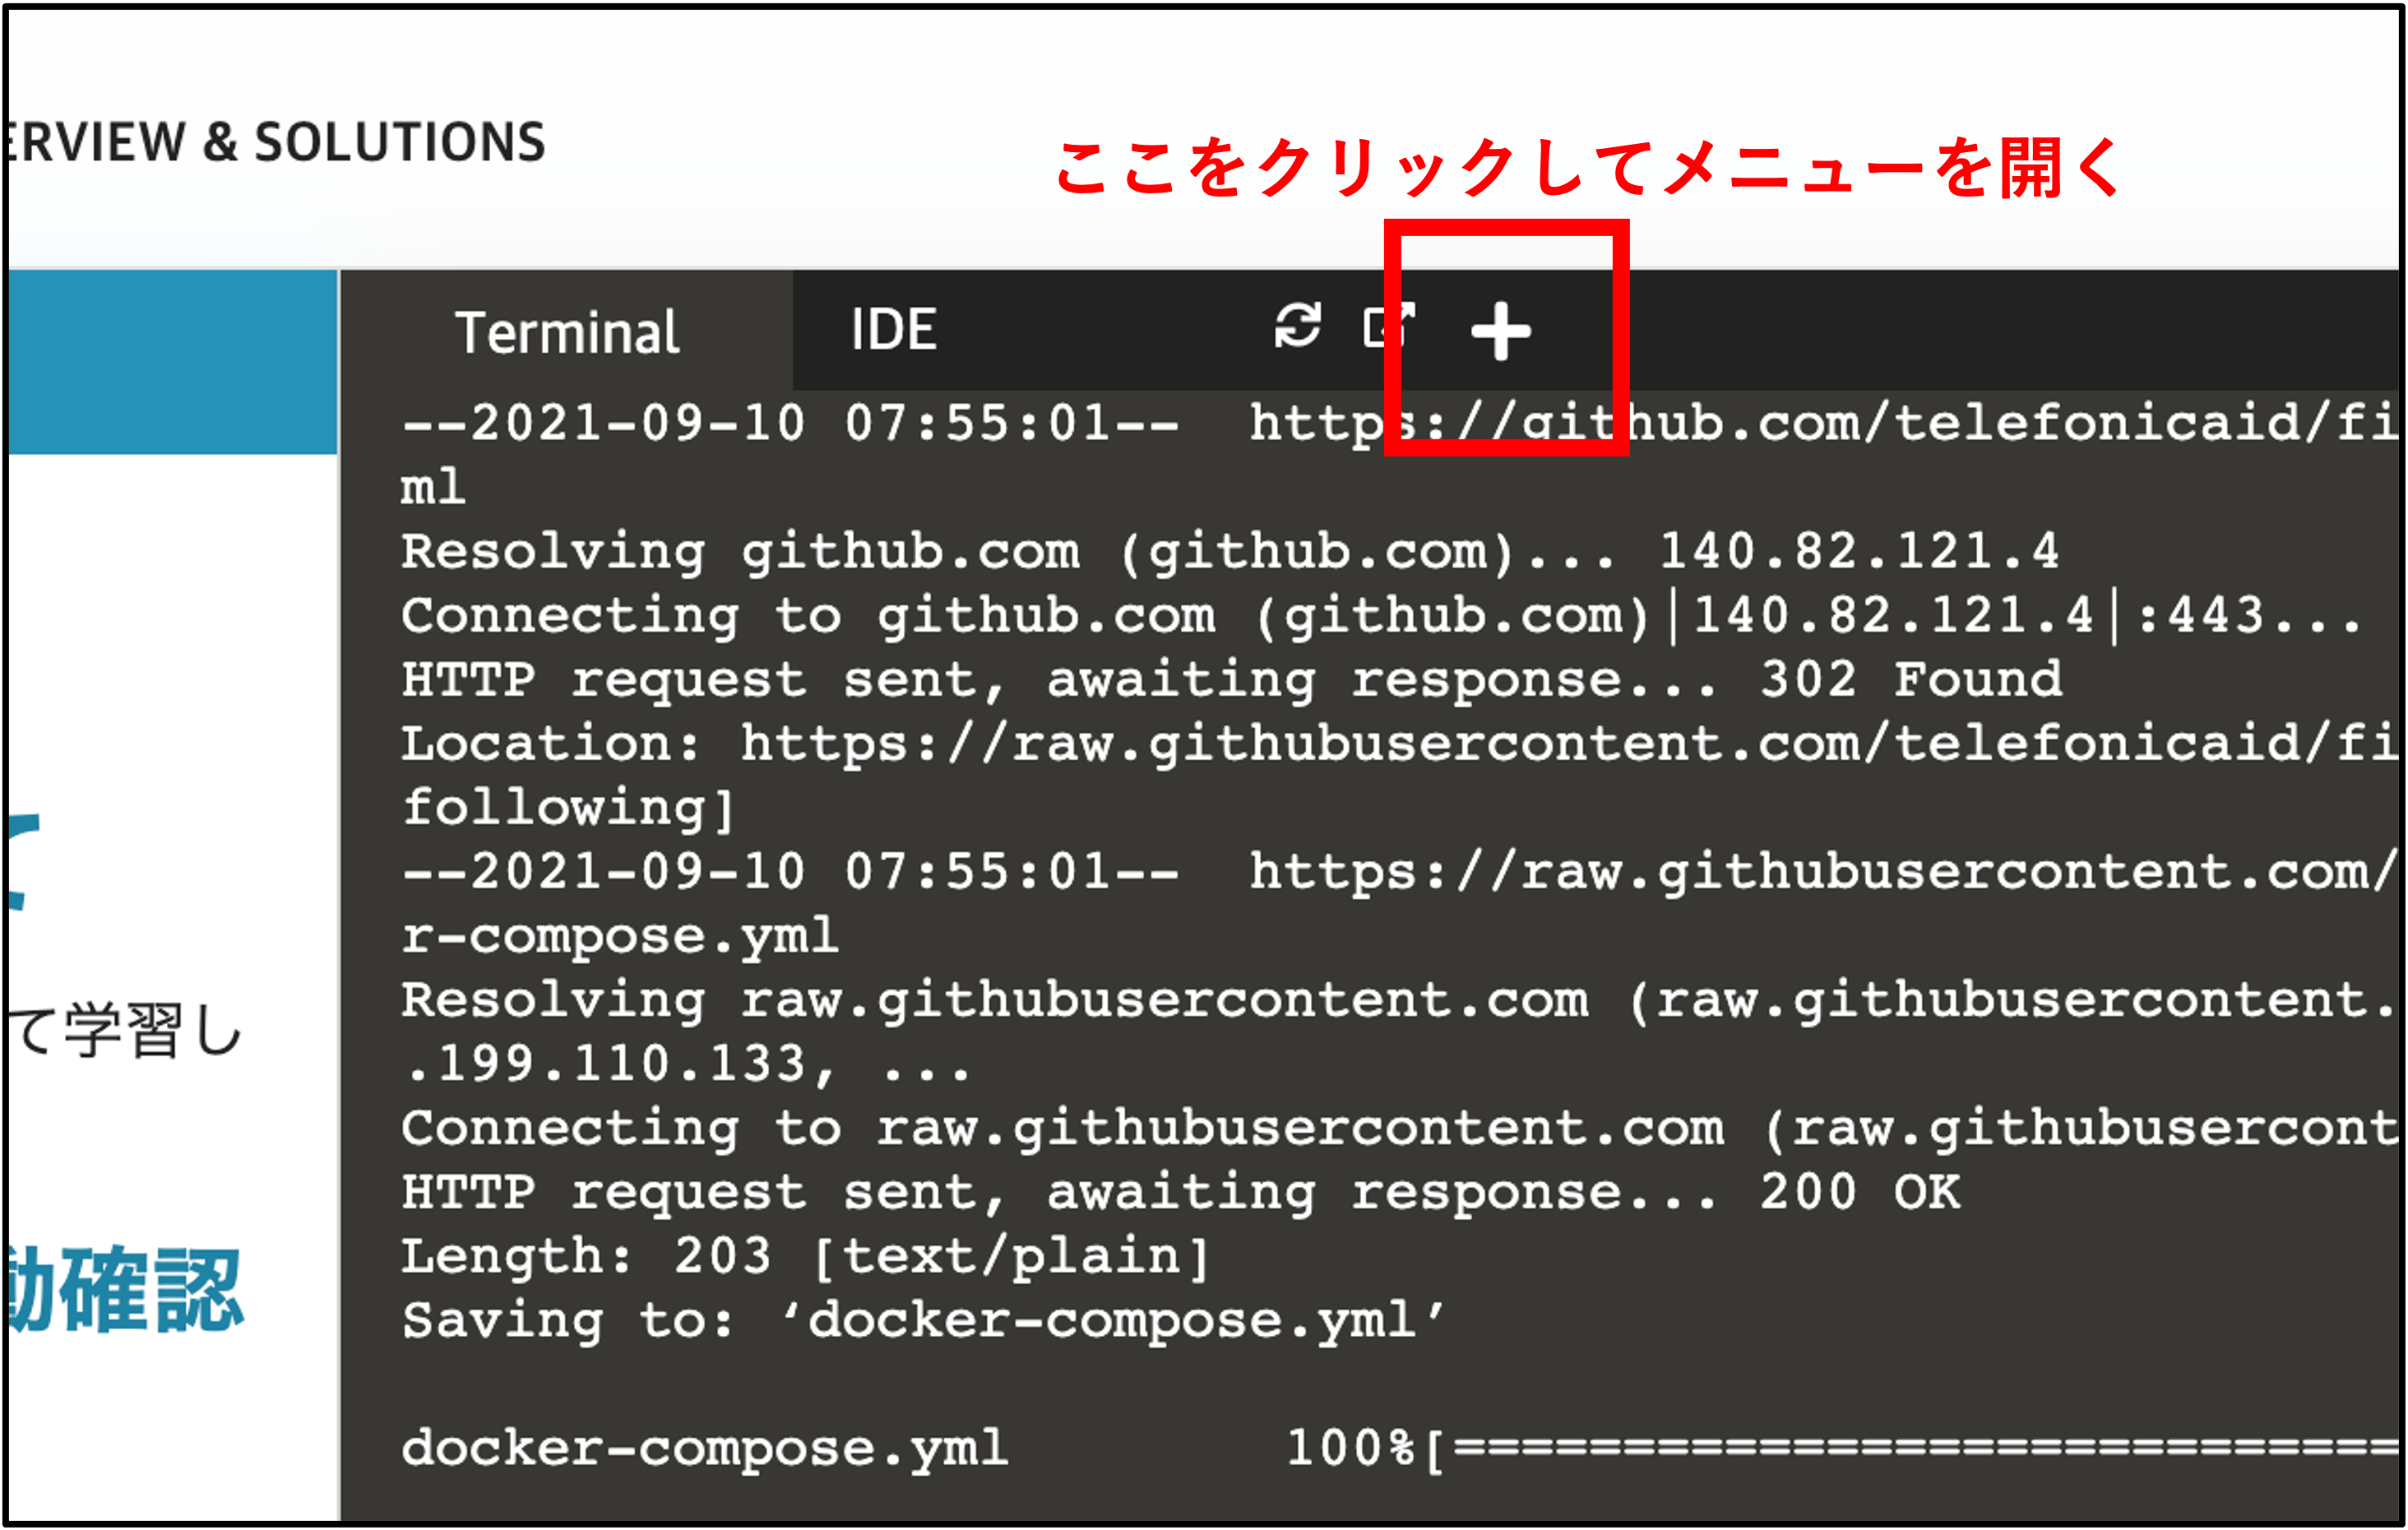 ERVIEW & SOLUTIONS
ここをクリックしてメニューを開く
Terminal IDE
--2021-09-10 07:55:01-- https://github.com/telefonicaid/fi
ml
Resolving github.com (github.com)... 140.82.121.4
Connecting to github.com (github.com)|140.82.121.4|:443...
HTTP request sent, awaiting response... 302 Found
Location: https://raw.githubusercontent.com/telefonicaid/fi
following]
--2021-09-10 07:55:01-- https://raw.githubusercontent.com/
r-compose.yml
Resolving raw.githubusercontent.com (raw.githubusercontent.
.199.110.133, ...
Connecting to raw.githubusercontent.com (raw.githubusercont
HTTP request sent, awaiting response... 200 OK
Length: 203 [text/plain]
Saving to: ‘docker-compose.yml’
docker-compose.yml 100%[============================
て学習し
動確認